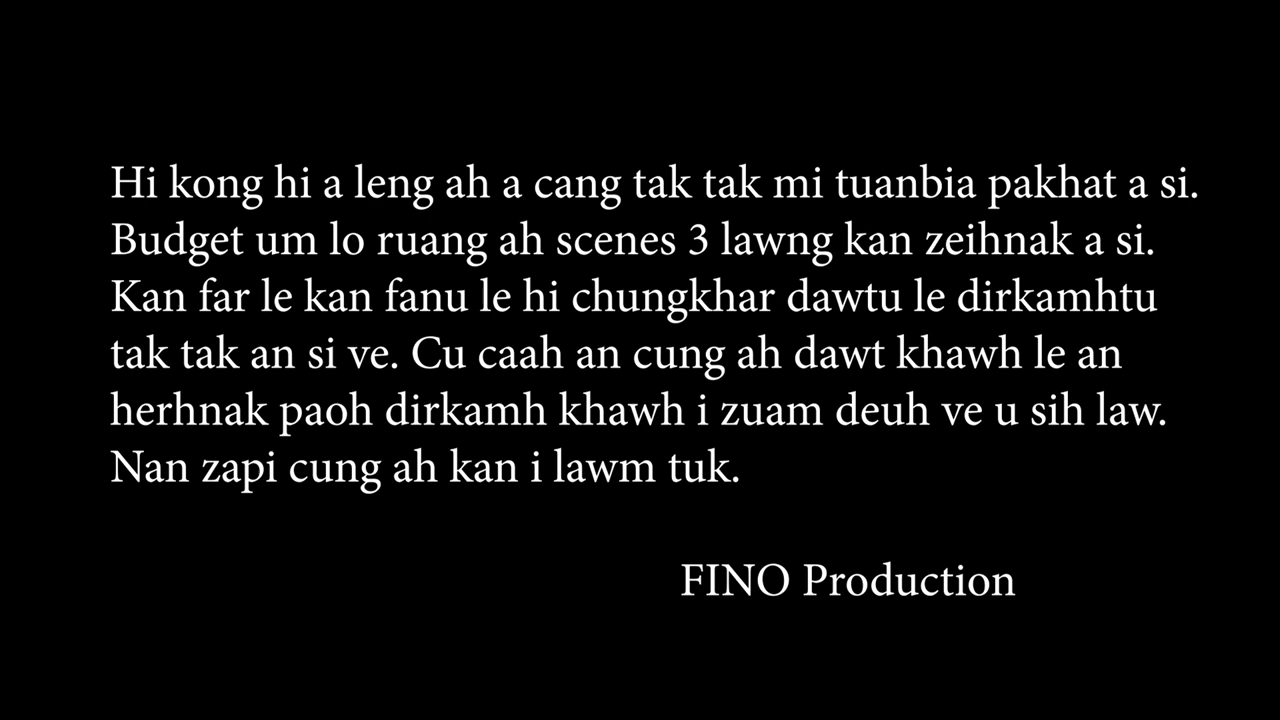 Hi kong hi a leng ah a cang tak tak mi tuanbia pakhat a si.
Budget um lo ruang ah scenes 3 lawng kan zeihnak a si.
Kan far le kan fanu le hi chungkhar dawtu le dirkamhtu
tak tak an si ve. Cu caah an cung ah dawt khawh le an
herhnak paoh dirkamh khawh i zuam deuh ve u sih law.
Nan zapi cung ah kan i lawm tuk.
FINO Production